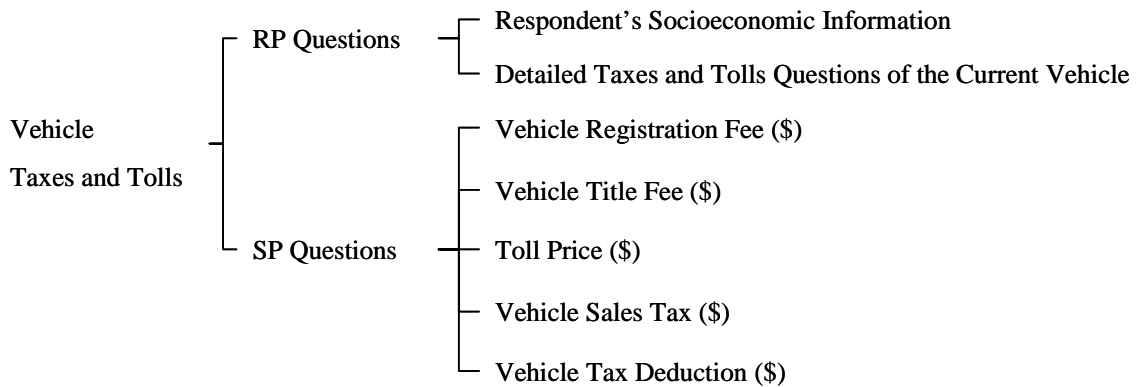 Vehicle
Taxes and Tolls
RP Questions
Respondent’s Socioeconomic Information
Detailed Taxes and Tolls Questions of the Current Vehicle
SP Questions
Vehicle Registration Fee ($)
Vehicle Title Fee ($)
Toll Price ($)
Vehicle Sales Tax ($)
Vehicle Tax Deduction ($)